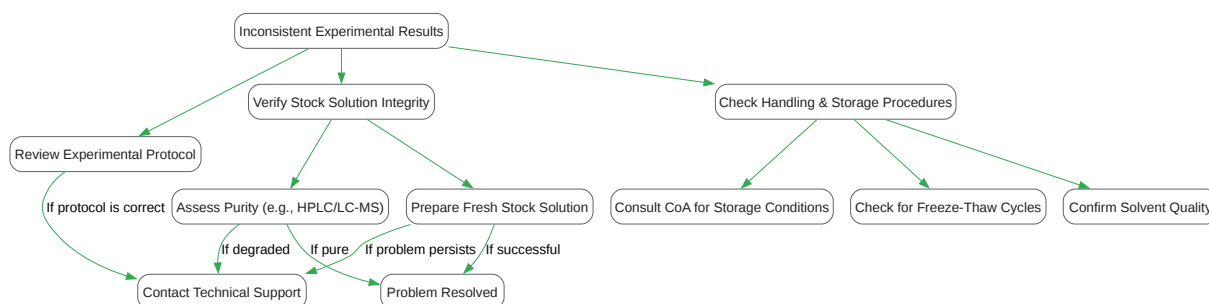 Inconsistent Experimental Results
Verify Stock Solution Integrity
Check Handling & Storage Procedures
Review Experimental Protocol
If protocol is correct
Assess Purity (e.g., HPLC/LC-MS)
Prepare Fresh Stock Solution
Consult CoA for Storage Conditions
Check for Freeze-Thaw Cycles
Confirm Solvent Quality
If degraded
If pure
If problem persists
If successful
Contact Technical Support
Problem Resolved